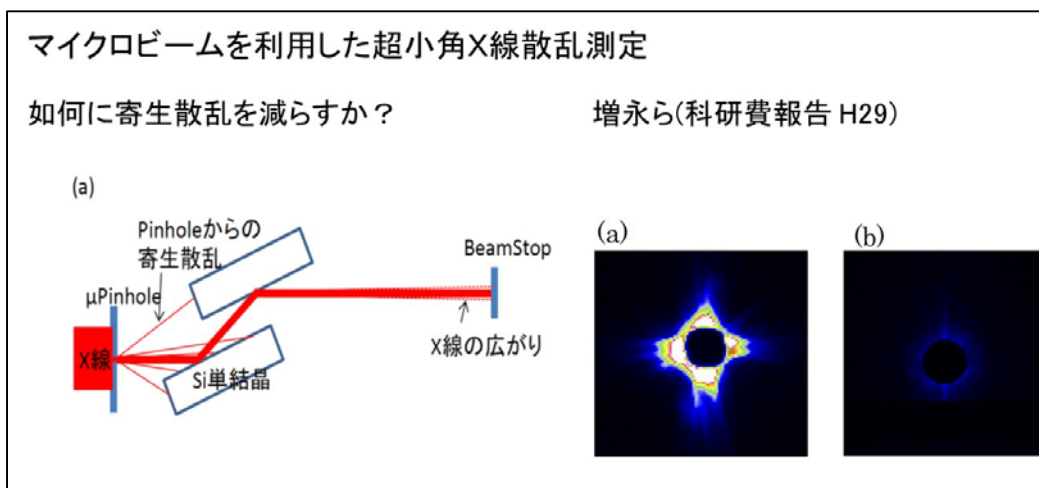 マイクロビームを利用した超小角X線散乱測定
如何に寄生散乱を減らすか？
増永ら(科研費報告 H29)
(a)
Pinholeからの
寄生散乱
μPinhole
X線
Si単結晶
BeamStop
X線の広がり
(a)
(b)